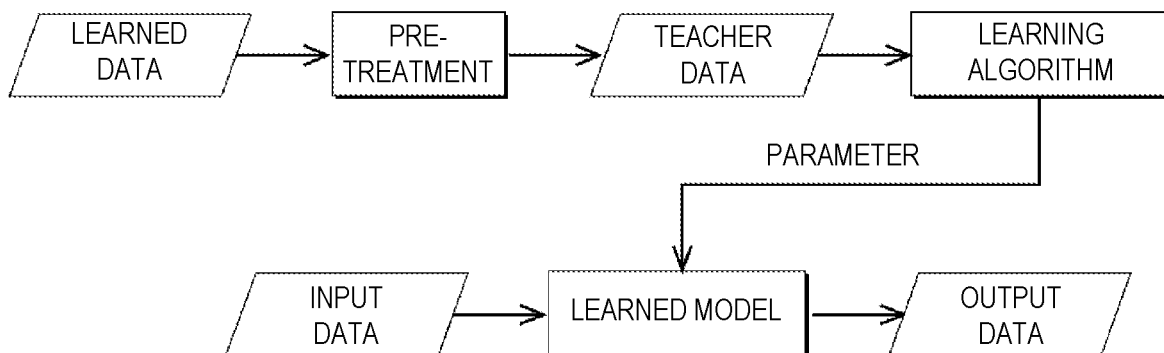 LEARNED
DATA
PRE-
TREATMENT
TEACHER
DATA
LEARNING
ALGORITHM
PARAMETER
INPUT
DATA
LEARNED MODEL
OUTPUT
DATA